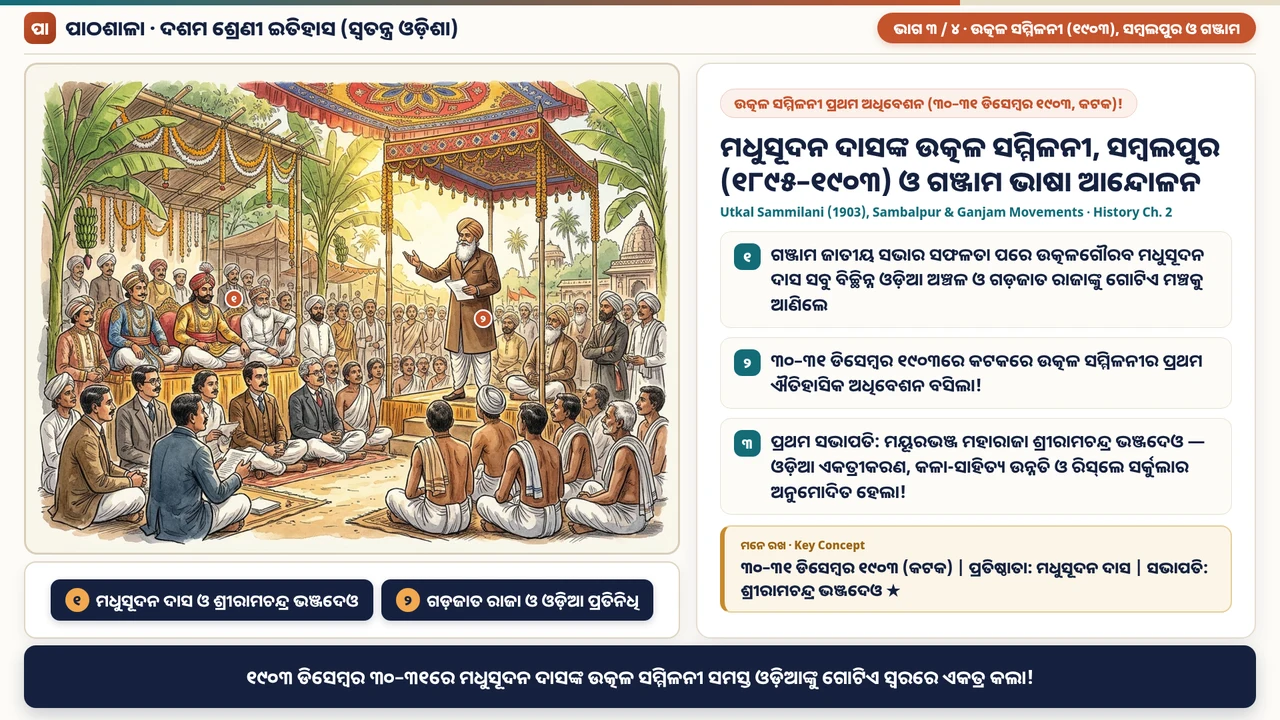 ପା
ପାଠଶାଳା · ଦଶମ ଶ୍ରେଣୀ ଇତିହାସ (ସ୍ୱତନ୍ତ୍ର ଓଡ଼ିଶା)
ଭାଗ ୩ / ୪ · ଉତ୍କଳ ସମ୍ମିଳନୀ (୧୯୦୩), ସମ୍ବଲପୁର ଓ ଗଞ୍ଜାମ
୧
୨
୧ ମଧୁସୂଦନ ଦାସ ଓ ଶ୍ରୀରାମଚନ୍ଦ୍ର ଭଞ୍ଜଦେଓ
୨ ଗଡ଼ଜାତ ରାଜା ଓ ଓଡ଼ିଆ ପ୍ରତିନିଧି
ଉତ୍କଳ ସମ୍ମିଳନୀ ପ୍ରଥମ ଅଧିବେଶନ (୩୦–୩୧ ଡିସେମ୍ବର ୧୯୦୩, କଟକ)!
ମଧୁସୂଦନ ଦାସଙ୍କ ଉତ୍କଳ ସମ୍ମିଳନୀ, ସମ୍ବଲପୁର
(୧୮୯୫–୧୯୦୩) ଓ ଗଞ୍ଜାମ ଭାଷା ଆନ୍ଦୋଳନ
Utkal Sammilani (1903), Sambalpur & Ganjam Movements · History Ch. 2
୧ ଗଞ୍ଜାମ ଜାତୀୟ ସଭାର ସଫଳତା ପରେ ଉତ୍କଳଗୌରବ ମଧୁସୂଦନ
ଦାସ ସବୁ ବିଚ୍ଛିନ୍ନ ଓଡ଼ିଆ ଅଞ୍ଚଳ ଓ ଗଡ଼ଜାତ ରାଜାଙ୍କୁ ଗୋଟିଏ ମଞ୍ଚକୁ
ଆଣିଲେ
୨ ୩୦–୩୧ ଡିସେମ୍ବର ୧୯୦୩ରେ କଟକରେ ଉତ୍କଳ ସମ୍ମିଳନୀର ପ୍ରଥମ
ଐତିହାସିକ ଅଧିବେଶନ ବସିଲା!
୩ ପ୍ରଥମ ସଭାପତି: ମୟୂରଭଞ୍ଜ ମହାରାଜା ଶ୍ରୀରାମଚନ୍ଦ୍ର ଭଞ୍ଜଦେଓ —
ଓଡ଼ିଆ ଏକତ୍ରୀକରଣ, କଳା-ସାହିତ୍ୟ ଉନ୍ନତି ଓ ରିସ୍‌ଲେ ସର୍କୁଲାର
ଅନୁମୋଦିତ ହେଲା!
ମନେ ରଖ · Key Concept
୩୦–୩୧ ଡିସେମ୍ବର ୧୯୦୩ (କଟକ) | ପ୍ରତିଷ୍ଠାତା: ମଧୁସୂଦନ ଦାସ | ସଭାପତି:
ଶ୍ରୀରାମଚନ୍ଦ୍ର ଭଞ୍ଜଦେଓ ★
୧୯୦୩ ଡିସେମ୍ବର ୩୦–୩୧ରେ ମଧୁସୂଦନ ଦାସଙ୍କ ଉତ୍କଳ ସମ୍ମିଳନୀ ସମସ୍ତ ଓଡ଼ିଆଙ୍କୁ ଗୋଟିଏ ସ୍ୱରରେ ଏକତ୍ର କଲା!